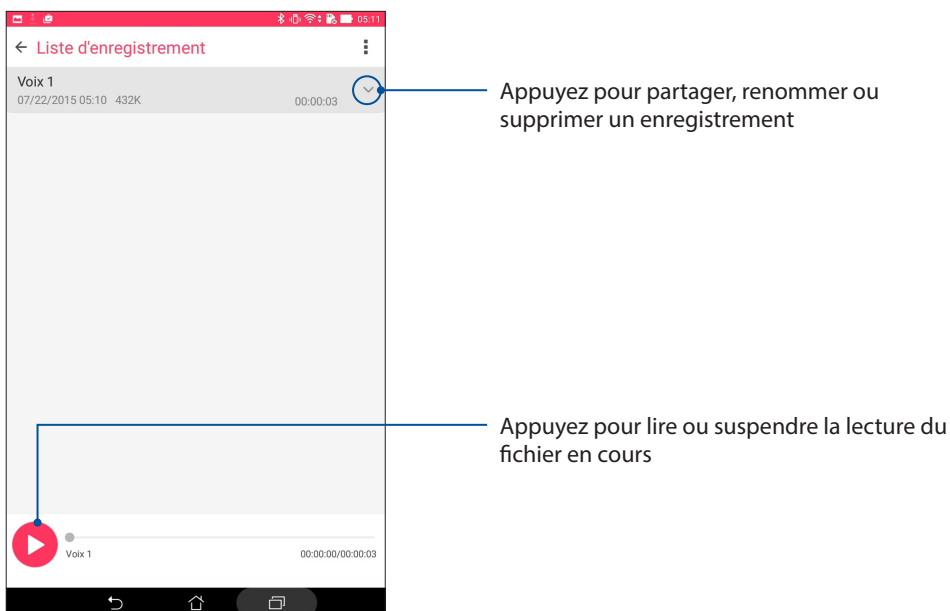 05:11
Liste d'enregistrement
Voix 1
07/22/2015 05:10 432K 00:00:03
Appuyez pour partager, renommer ou
supprimer un enregistrement
Appuyez pour lire ou suspendre la lecture du
fichier en cours
Voix 1 00:00:00/00:00:03